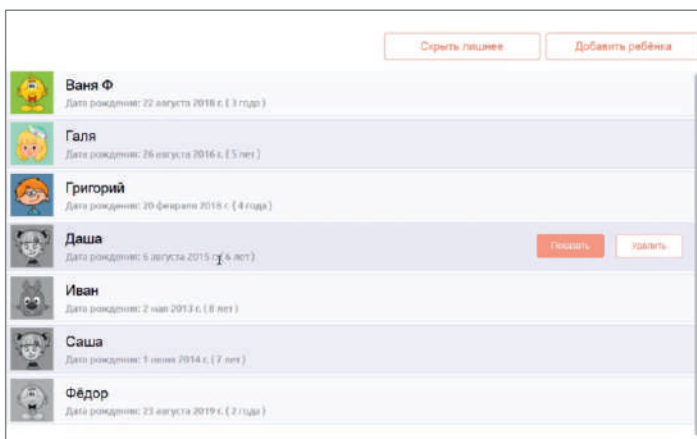 Скрыть лишнее
Добавить ребёнка
Ваня Ф
Дата рождения: 22 августа 2018 г. ( 3 года )
Галя
Дата рождения: 26 августа 2016 г. ( 5 лет )
Григорий
Дата рождения: 20 февраля 2018 г. ( 4 года )
Даша
Дата рождения: 6 августа 2015 г. ( 6 лет )
Показать
Удалить
Иван
Дата рождения: 2 мая 2013 г. ( 8 лет )
Саша
Дата рождения: 1 июня 2014 г. ( 7 лет )
Фёдор
Дата рождения: 23 августа 2019 г. ( 2 года )